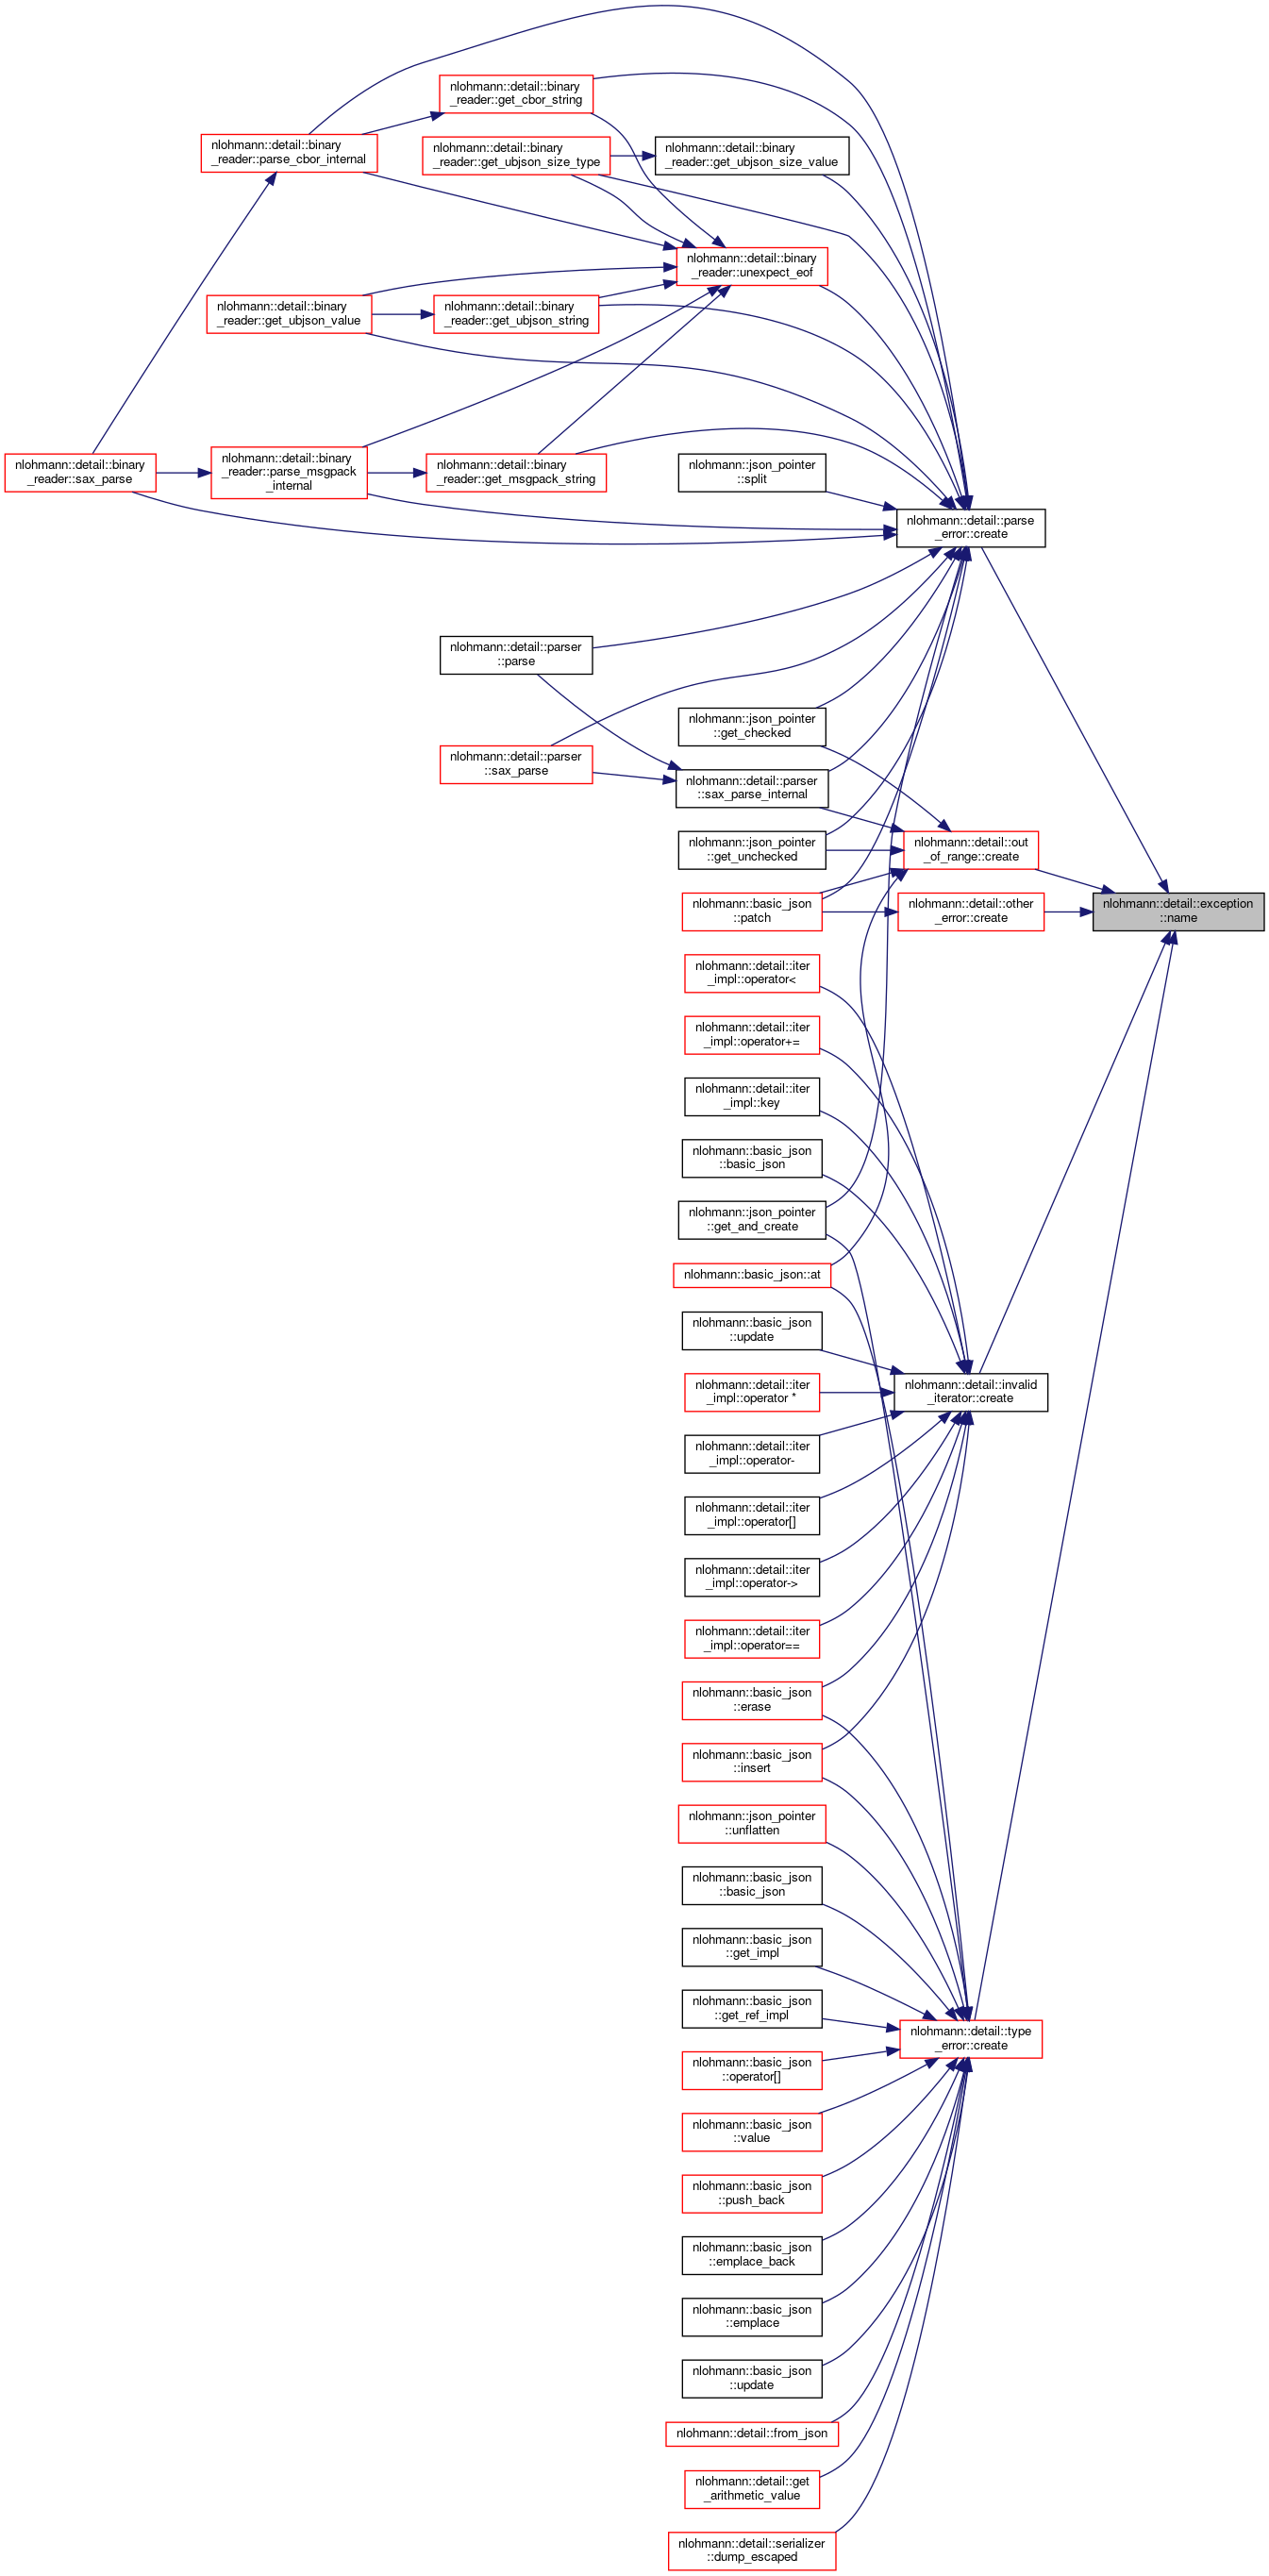 nlohmann::detail::binary
_reader::get_cbor_string
nlohmann::detail::binary
_reader::parse_cbor_internal
nlohmann::detail::binary
_reader::get_ubjson_size_type
nlohmann::detail::binary
_reader::get_ubjson_size_value
nlohmann::detail::binary
_reader::unexpect_eof
nlohmann::detail::binary
_reader::get_ubjson_value
nlohmann::detail::binary
_reader::get_ubjson_string
nlohmann::detail::binary
_reader::sax_parse
nlohmann::detail::binary
_reader::parse_msgpack
_internal
nlohmann::detail::binary
_reader::get_msgpack_string
nlohmann::json_pointer
::split
nlohmann::detail::parse
_error::create
nlohmann::detail::parser
::parse
nlohmann::json_pointer
::get_checked
nlohmann::detail::parser
::sax_parse
nlohmann::detail::parser
::sax_parse_internal
nlohmann::json_pointer
::get_unchecked
nlohmann::detail::out
_of_range::create
nlohmann::basic_json
::patch
nlohmann::detail::other
_error::create
nlohmann::detail::exception
::name
nlohmann::detail::iter
_impl::operator<
nlohmann::detail::iter
_impl::operator+=
nlohmann::detail::iter
_impl::key
nlohmann::basic_json
::basic_json
nlohmann::json_pointer
::get_and_create
nlohmann::basic_json::at
nlohmann::basic_json
::update
nlohmann::detail::iter
_impl::operator *
nlohmann::detail::invalid
_iterator::create
nlohmann::detail::iter
_impl::operator-
nlohmann::detail::iter
_impl::operator[]
nlohmann::detail::iter
_impl::operator->
nlohmann::detail::iter
_impl::operator==
nlohmann::basic_json
::erase
nlohmann::basic_json
::insert
nlohmann::json_pointer
::unflatten
nlohmann::basic_json
::basic_json
nlohmann::basic_json
::get_impl
nlohmann::basic_json
::get_ref_impl
nlohmann::detail::type
_error::create
nlohmann::basic_json
::operator[]
nlohmann::basic_json
::value
nlohmann::basic_json
::push_back
nlohmann::basic_json
::emplace_back
nlohmann::basic_json
::emplace
nlohmann::basic_json
::update
nlohmann::detail::from_json
nlohmann::detail::get
_arithmetic_value
nlohmann::detail::serializer
::dump_escaped